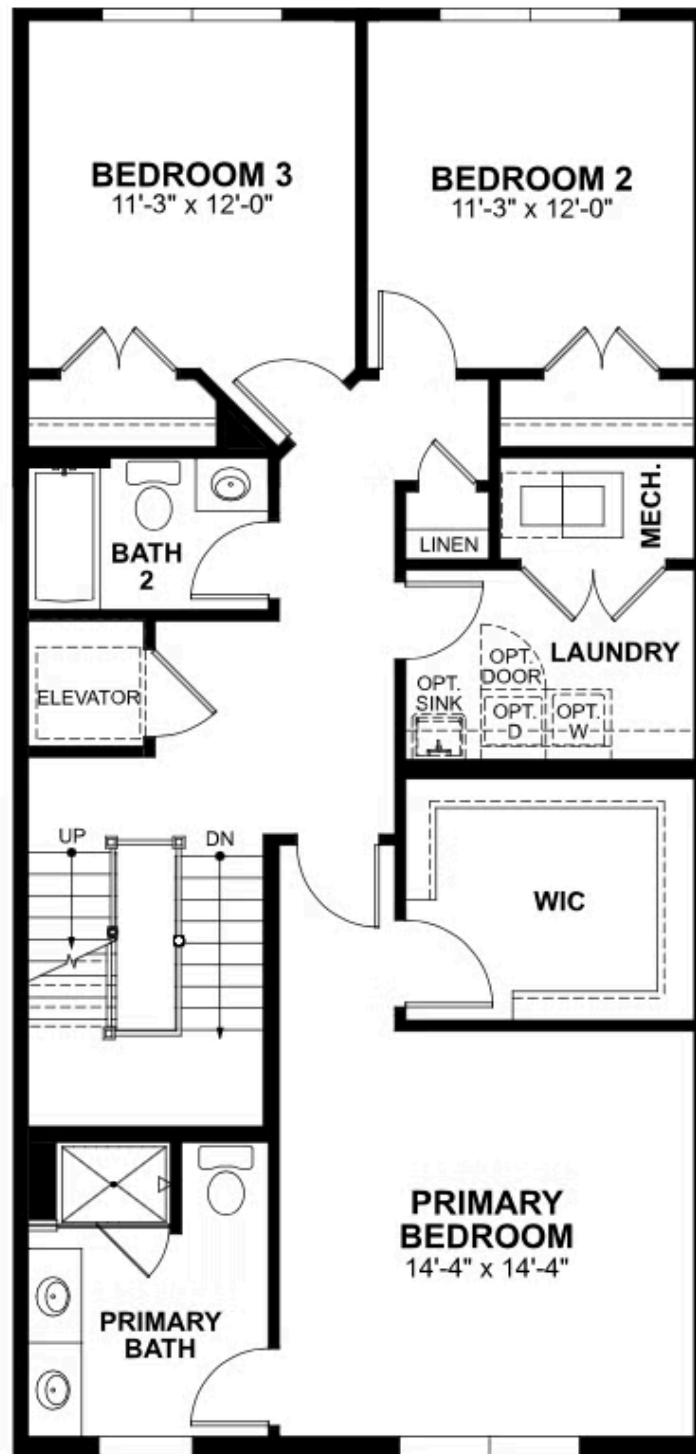 BEDROOM 3
11'-3" x 12'-0"
BEDROOM 2
11'-3" x 12'-0"
BATH
2
LINEN
MECH.
ELEVATOR
OPT.
SINK
OPT.
DOOR
OPT.
D
OPT.
W
LAUNDRY
UP
DN
WIC
PRIMARY
BEDROOM
14'-4" x 14'-4"
PRIMARY
BATH